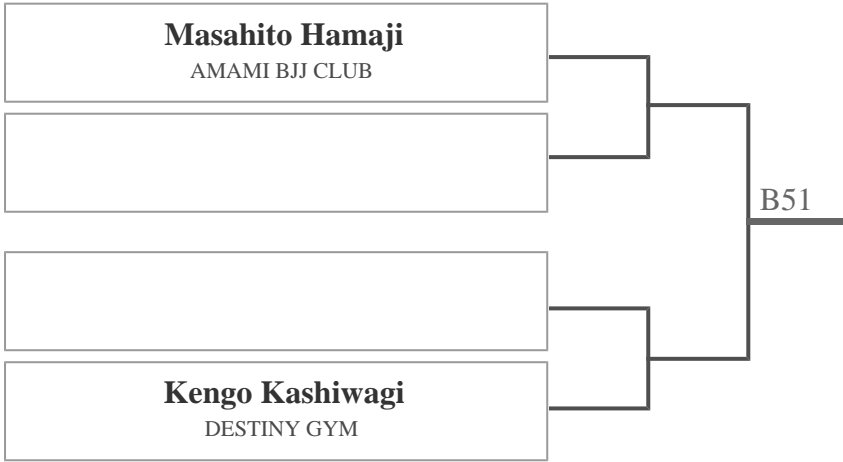 Masahito Hamaji
AMAMI BJJ CLUB
B51
Kengo Kashiwagi
DESTINY GYM